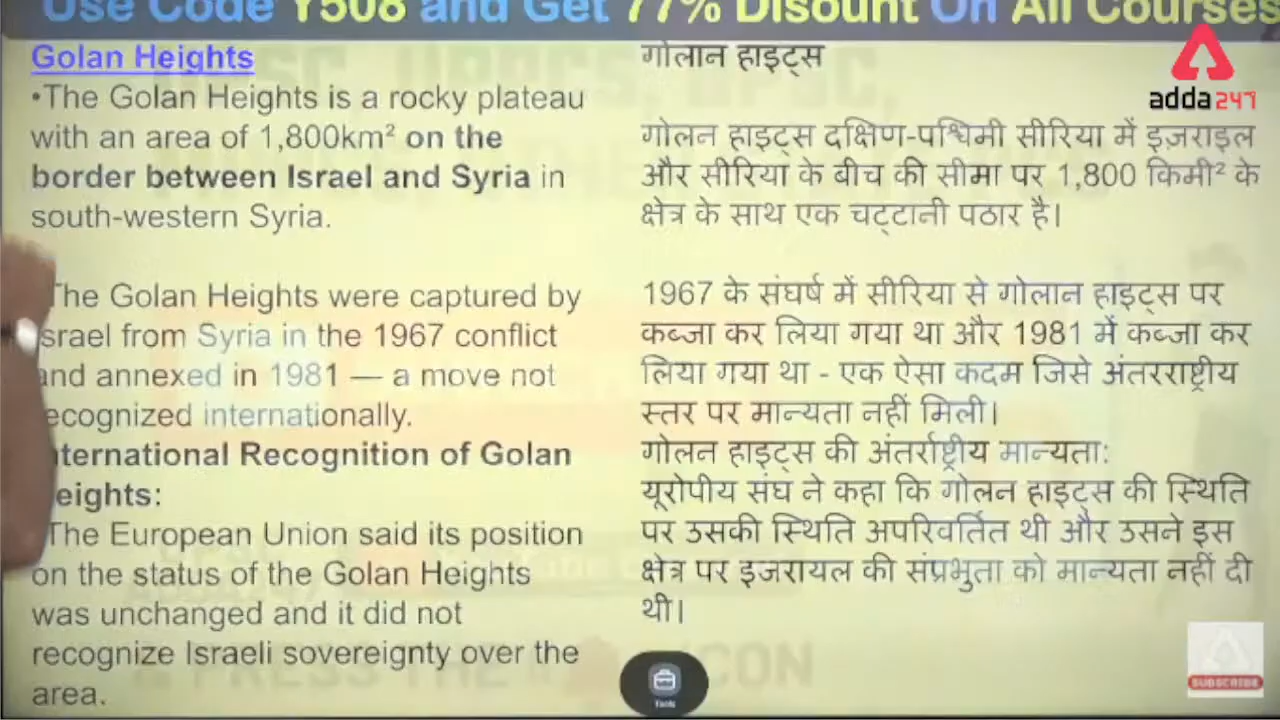 Use Code Y508 and Get 77% Discount On All Courses
Golan Heights
•The Golan Heights is a rocky plateau
with an area of 1,800km² on the
border between Israel and Syria in
south-western Syria.
The Golan Heights were captured by
Israel from Syria in the 1967 conflict
and annexed in 1981 — a move not
recognized internationally.
International Recognition of Golan
Heights:
The European Union said its position
on the status of the Golan Heights
was unchanged and it did not
recognize Israeli sovereignty over the
area.
गोलान हाइट्स
गोलन हाइट्स दक्षिण-पश्चिमी सीरिया में इज़राइल
और सीरिया के बीच की सीमा पर 1,800 किमी² के
क्षेत्र के साथ एक चट्टानी पठार है।
1967 के संघर्ष में सीरिया से गोलान हाइट्स पर
कब्जा कर लिया गया था और 1981 में कब्जा कर
लिया गया था - एक ऐसा कदम जिसे अंतरराष्ट्रीय
स्तर पर मान्यता नहीं मिली।
गोलन हाइट्स की अंतर्राष्ट्रीय मान्यता:
यूरोपीय संघ ने कहा कि गोलन हाइट्स की स्थिति
पर उसकी स्थिति अपरिवर्तित थी और उसने इस
क्षेत्र पर इजरायल की संप्रभुता को मान्यता नहीं दी
थी।
adda247
Tools
SUBSCRIBE